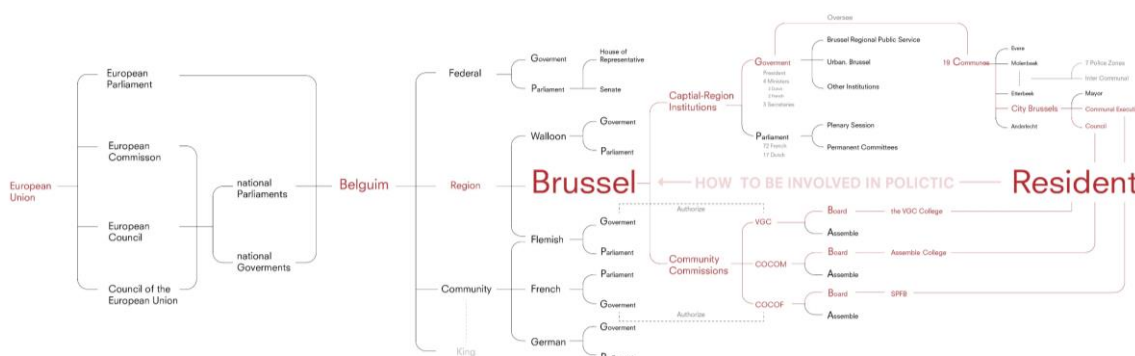 European
Union
European
Parliament
European
Commisson
European
Council
Council of the
European Union
national
Parliaments
national
Goverments
Belguim
Federal
Goverment
Parliament
House of
Representative
Senate
Region
Walloon
Goverment
Parliament
Brussel
Flemish
Goverment
Parliament
Community
French
Parliament
Goverment
German
Goverment
King
Authorize
Authorize
Captial-Region
Institutions
Goverment
President
4 Ministers
2 French
3 Secretaries
Brussel Regional Public Service
Urban. Brussel
Other Institutions
Parliament
72 French
17 Dutch
Plenary Session
Permanent Committees
Oversee
19 Communes
Evere
Molenbeek
Etterbeek
City Brussels
Anderlecht
7 Police Zones
Inter Communal
Mayor
Communal Execut
Council
HOW TO BE INVOLVED IN POLICTIC
Resident
Community
Commissions
VGC
Board
the VGC College
Assemble
COCOM
Board
Assemble College
Assemble
COCOF
Board
SPFB
Assemble